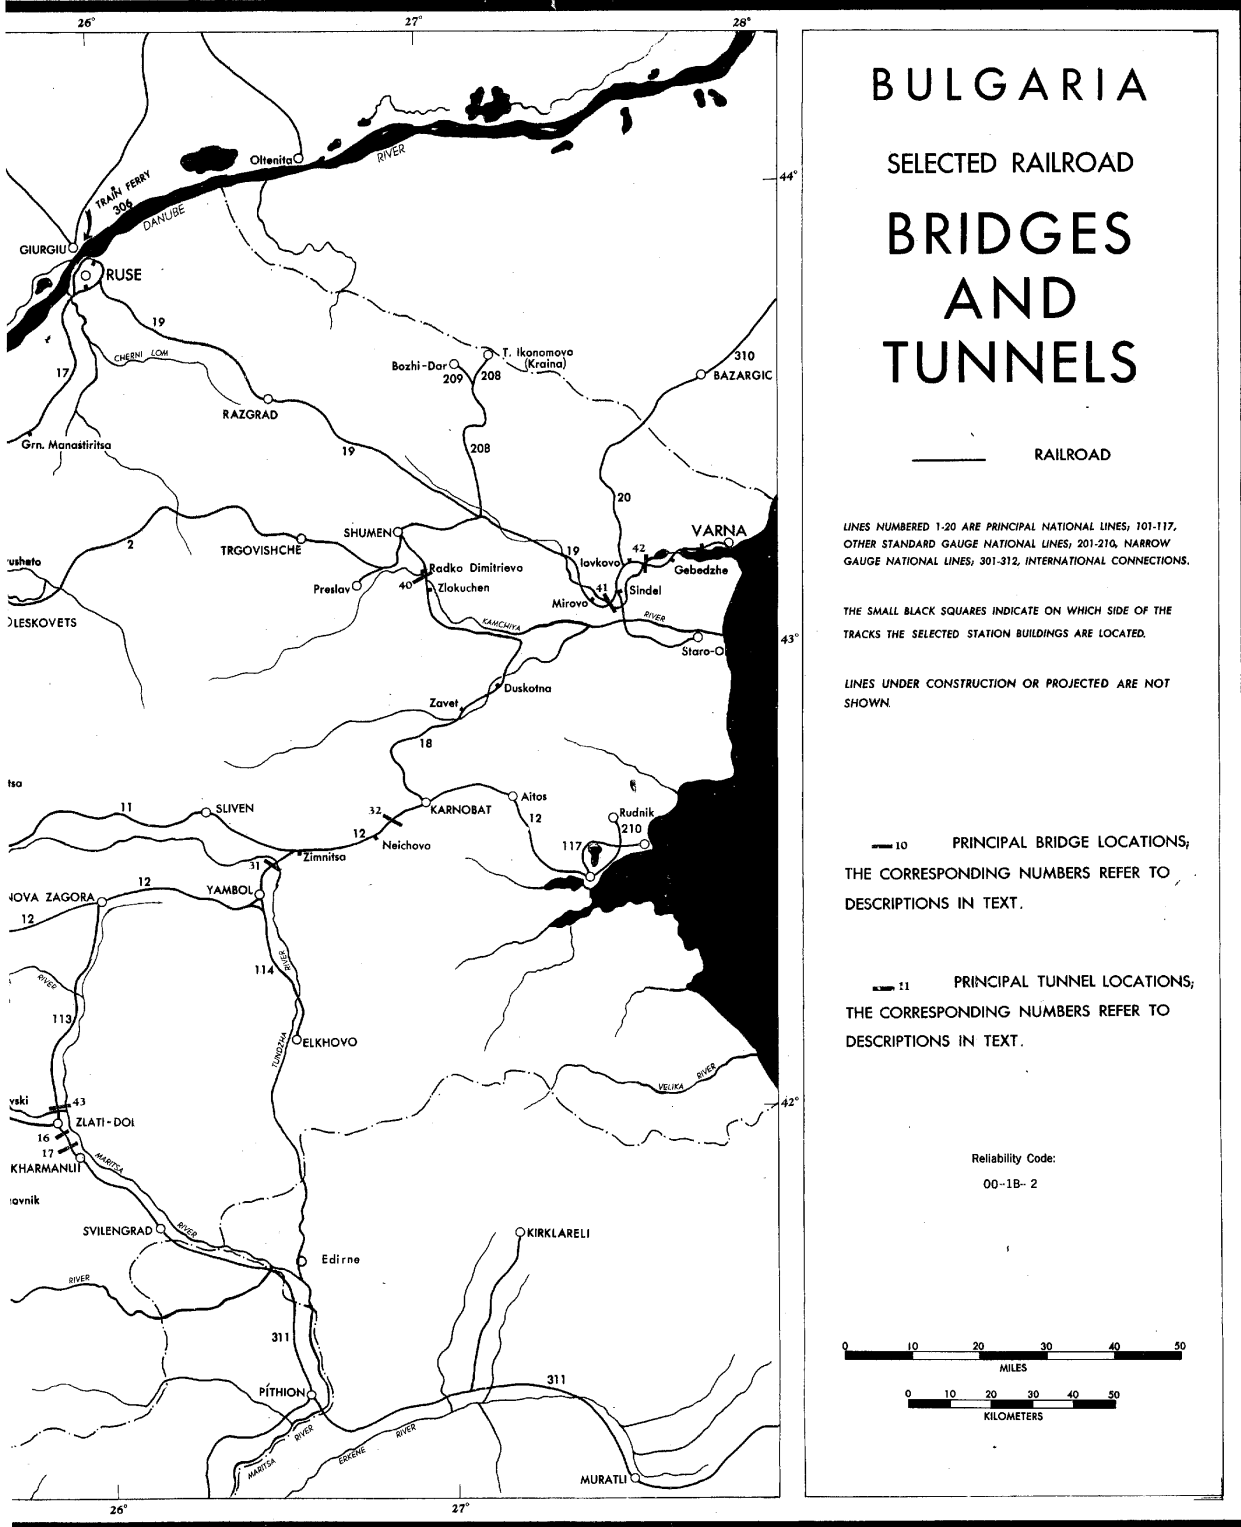 26°
27°
28°
BULGARIA
SELECTED RAILROAD
BRIDGES
AND
TUNNELS
RAILROAD
LINES NUMBERED 1-20 ARE PRINCIPAL NATIONAL LINES; 101-117,
OTHER STANDARD GAUGE NATIONAL LINES; 201-210, NARROW
GAUGE NATIONAL LINES; 301-312, INTERNATIONAL CONNECTIONS.
THE SMALL BLACK SQUARES INDICATE ON WHICH SIDE OF THE
TRACKS THE SELECTED STATION BUILDINGS ARE LOCATED.
LINES UNDER CONSTRUCTION OR PROJECTED ARE NOT
SHOWN.
10 PRINCIPAL BRIDGE LOCATIONS;
THE CORRESPONDING NUMBERS REFER TO
DESCRIPTIONS IN TEXT.
11 PRINCIPAL TUNNEL LOCATIONS;
THE CORRESPONDING NUMBERS REFER TO
DESCRIPTIONS IN TEXT.
Reliability Code:
00--1B-- 2
0 10 20 30 40 50
MILES
0 10 20 30 40 50
KILOMETERS
Oltenita
RIVER
44°
TRAIN FERRY
306
DANUBE
GIURGIU
RUSE
19
CHERNI LOM
17
310
T. Ikonomovo
(Kraina)
Bozhi-Dar
209
208
BAZARGIC
RAZGRAD
Grn. Manastiritsa
19
208
20
SHUMEN
VARNA
2
TRGOVISHCHE
19
42
Iovkovo
Gebedzhe
rusheto
Radko Dimitrievo
40
Zlokuchen
Preslav
41
Sindel
Mirovo
LESKOVETS
KAMCHIYA
RIVER
43°
Staro-O
Duskotna
Zavet
18
tsa
11
SLIVEN
32
KARNOBAT
Aitos
Rudnik
12
12
210
Neichovo
117
Zimnitsa
31
NOVA ZAGORA
12
YAMBOL
12
RIVER
114
RIVER
113
TUNDZHA
ELKHOVO
VELIKA
RIVER
vski
43
42°
ZLATI-DOL
16
17
KHARMANLII
MARITSA
ovnik
SVILENGRAD
RIVER
KIRKLARELI
Edirne
RIVER
311
PITHION
311
RIVER
RIVER
ERKENE
MARITSA
MURATLI
26°
27°